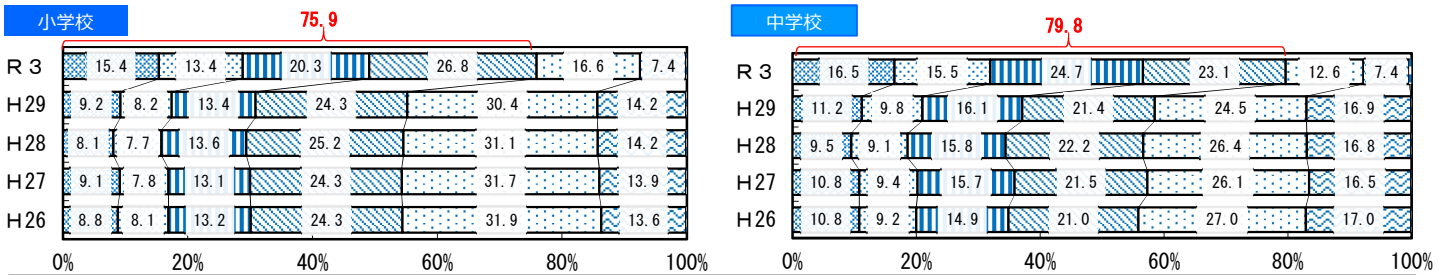 小学校
75.9
R3 15.4 13.4 20.3 26.8 16.6 7.4
H29 9.2 8.2 13.4 24.3 30.4 14.2
H28 8.1 7.7 13.6 25.2 31.1 14.2
H27 9.1 7.8 13.1 24.3 31.7 13.9
H26 8.8 8.1 13.2 24.3 31.9 13.6
0% 20% 40% 60% 80% 100%
中学校
79.8
R3 16.5 15.5 24.7 23.1 12.6 7.4
H29 11.2 9.8 16.1 21.4 24.5 16.9
H28 9.5 9.1 15.8 22.2 26.4 16.8
H27 10.8 9.4 15.7 21.5 26.1 16.5
H26 10.8 9.2 14.9 21.0 27.0 17.0
0% 20% 40% 60% 80% 100%